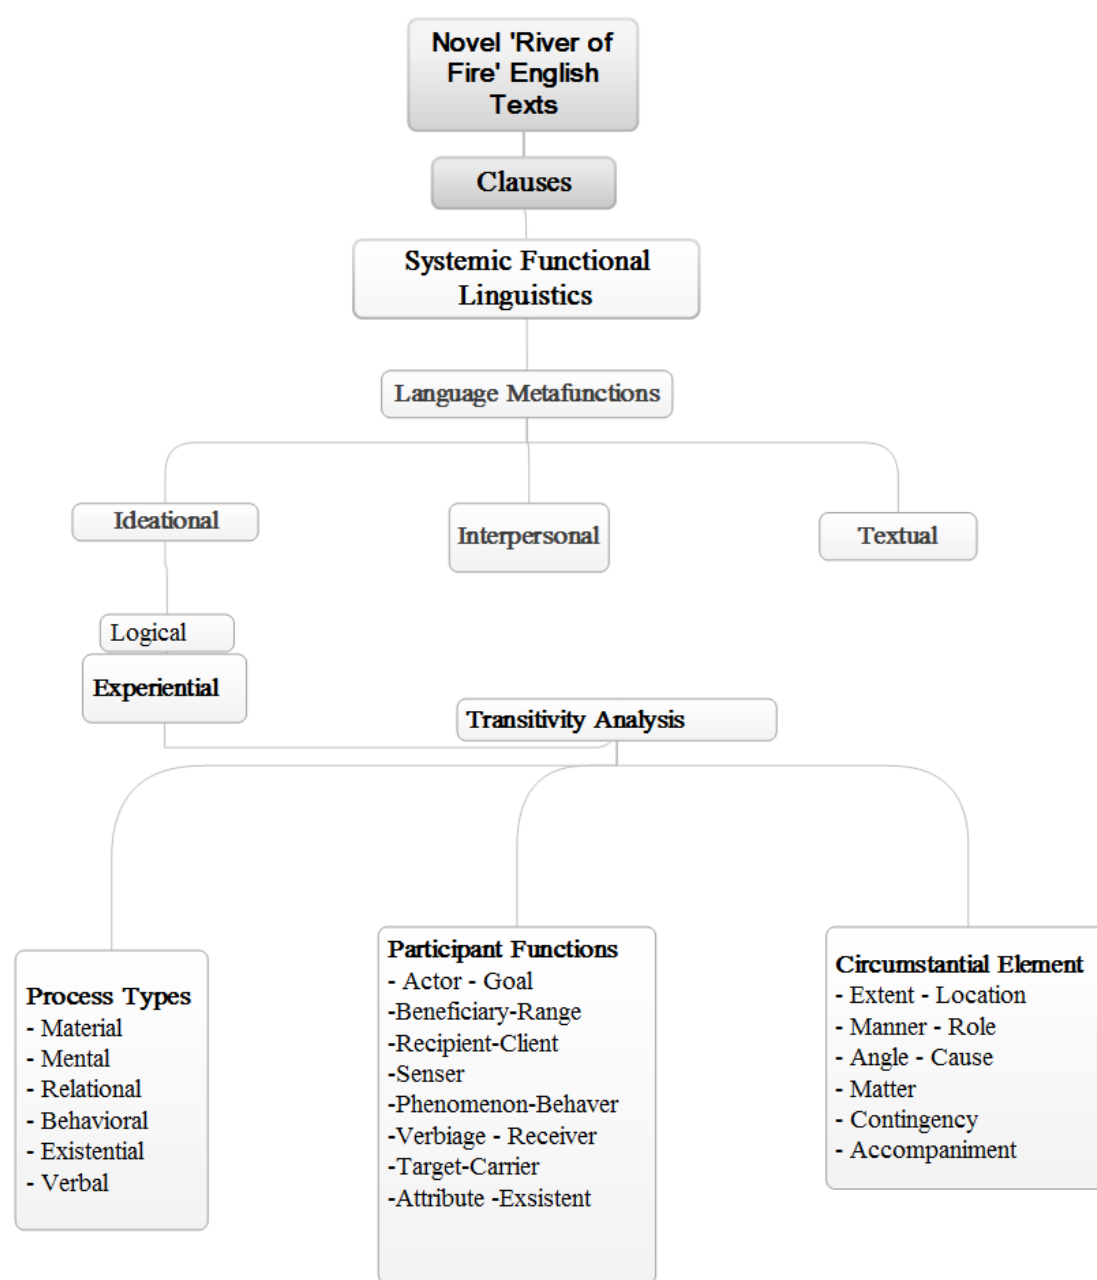 Novel 'River of
Fire' English
Texts
Clauses
Systemic Functional
Linguistics
Language Metafunctions
Ideational
Interpersonal
Textual
Logical
Experiential
Transitivity Analysis
Process Types
- Material
- Mental
- Relational
- Behavioral
- Existential
- Verbal
Participant Functions
- Actor - Goal
-Beneficiary-Range
-Recipient-Client
-Senser
-Phenomenon-Behaver
-Verbiage - Receiver
-Target-Carrier
-Attribute -Exsistent
Circumstantial Element
- Extent - Location
- Manner - Role
- Angle - Cause
- Matter
- Contingency
- Accompaniment